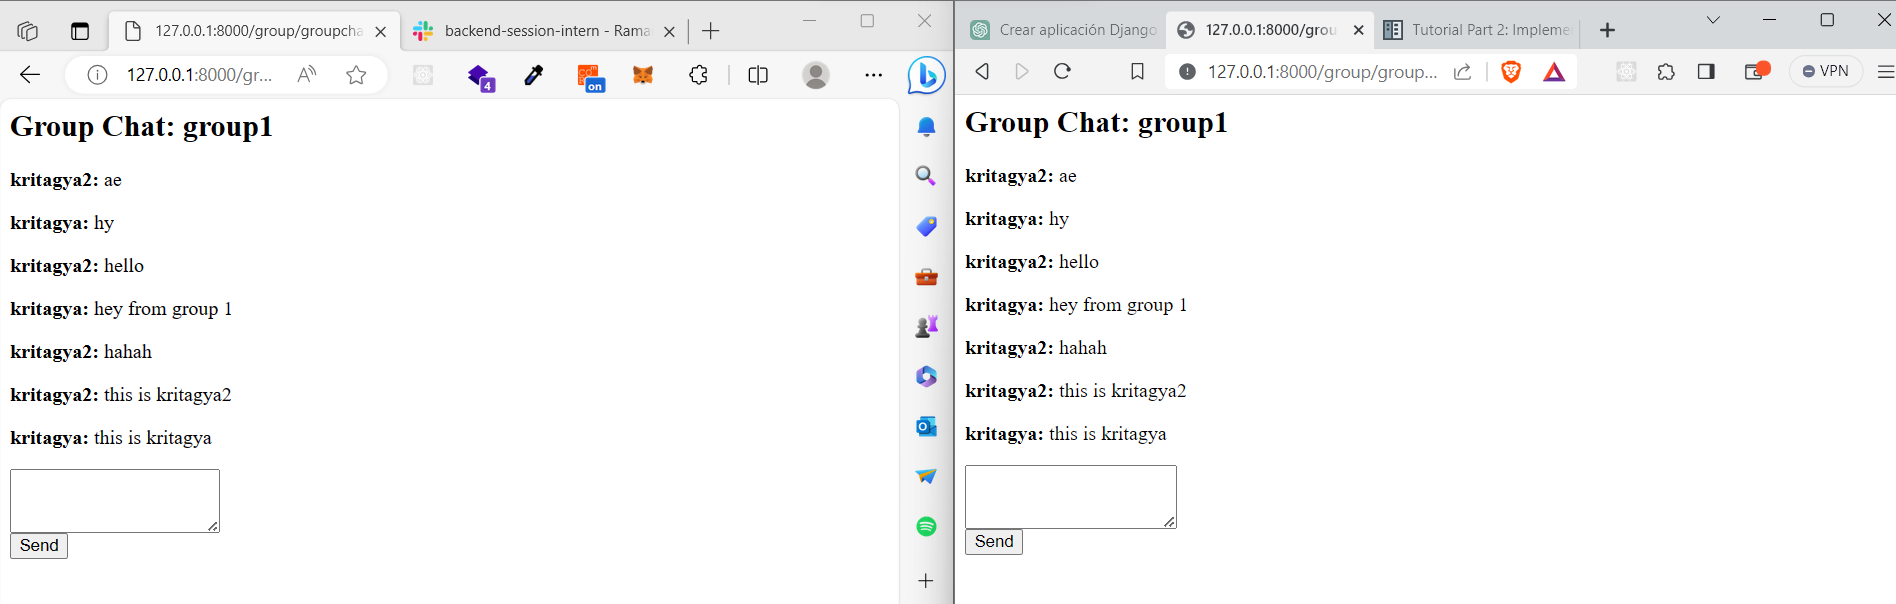 127.0.0.1:8000/group/groupcha
backend-session-intern - Rama
127.0.0.1:8000/gr...
4
on
Group Chat: group1
kritagya2: ae
kritagya: hy
kritagya2: hello
kritagya: hey from group 1
kritagya2: hahah
kritagya2: this is kritagya2
kritagya: this is kritagya
Send
Crear aplicación Django
127.0.0.1:8000/grou
Tutorial Part 2: Implemen
127.0.0.1:8000/group/group...
VPN
Group Chat: group1
kritagya2: ae
kritagya: hy
kritagya2: hello
kritagya: hey from group 1
kritagya2: hahah
kritagya2: this is kritagya2
kritagya: this is kritagya
Send